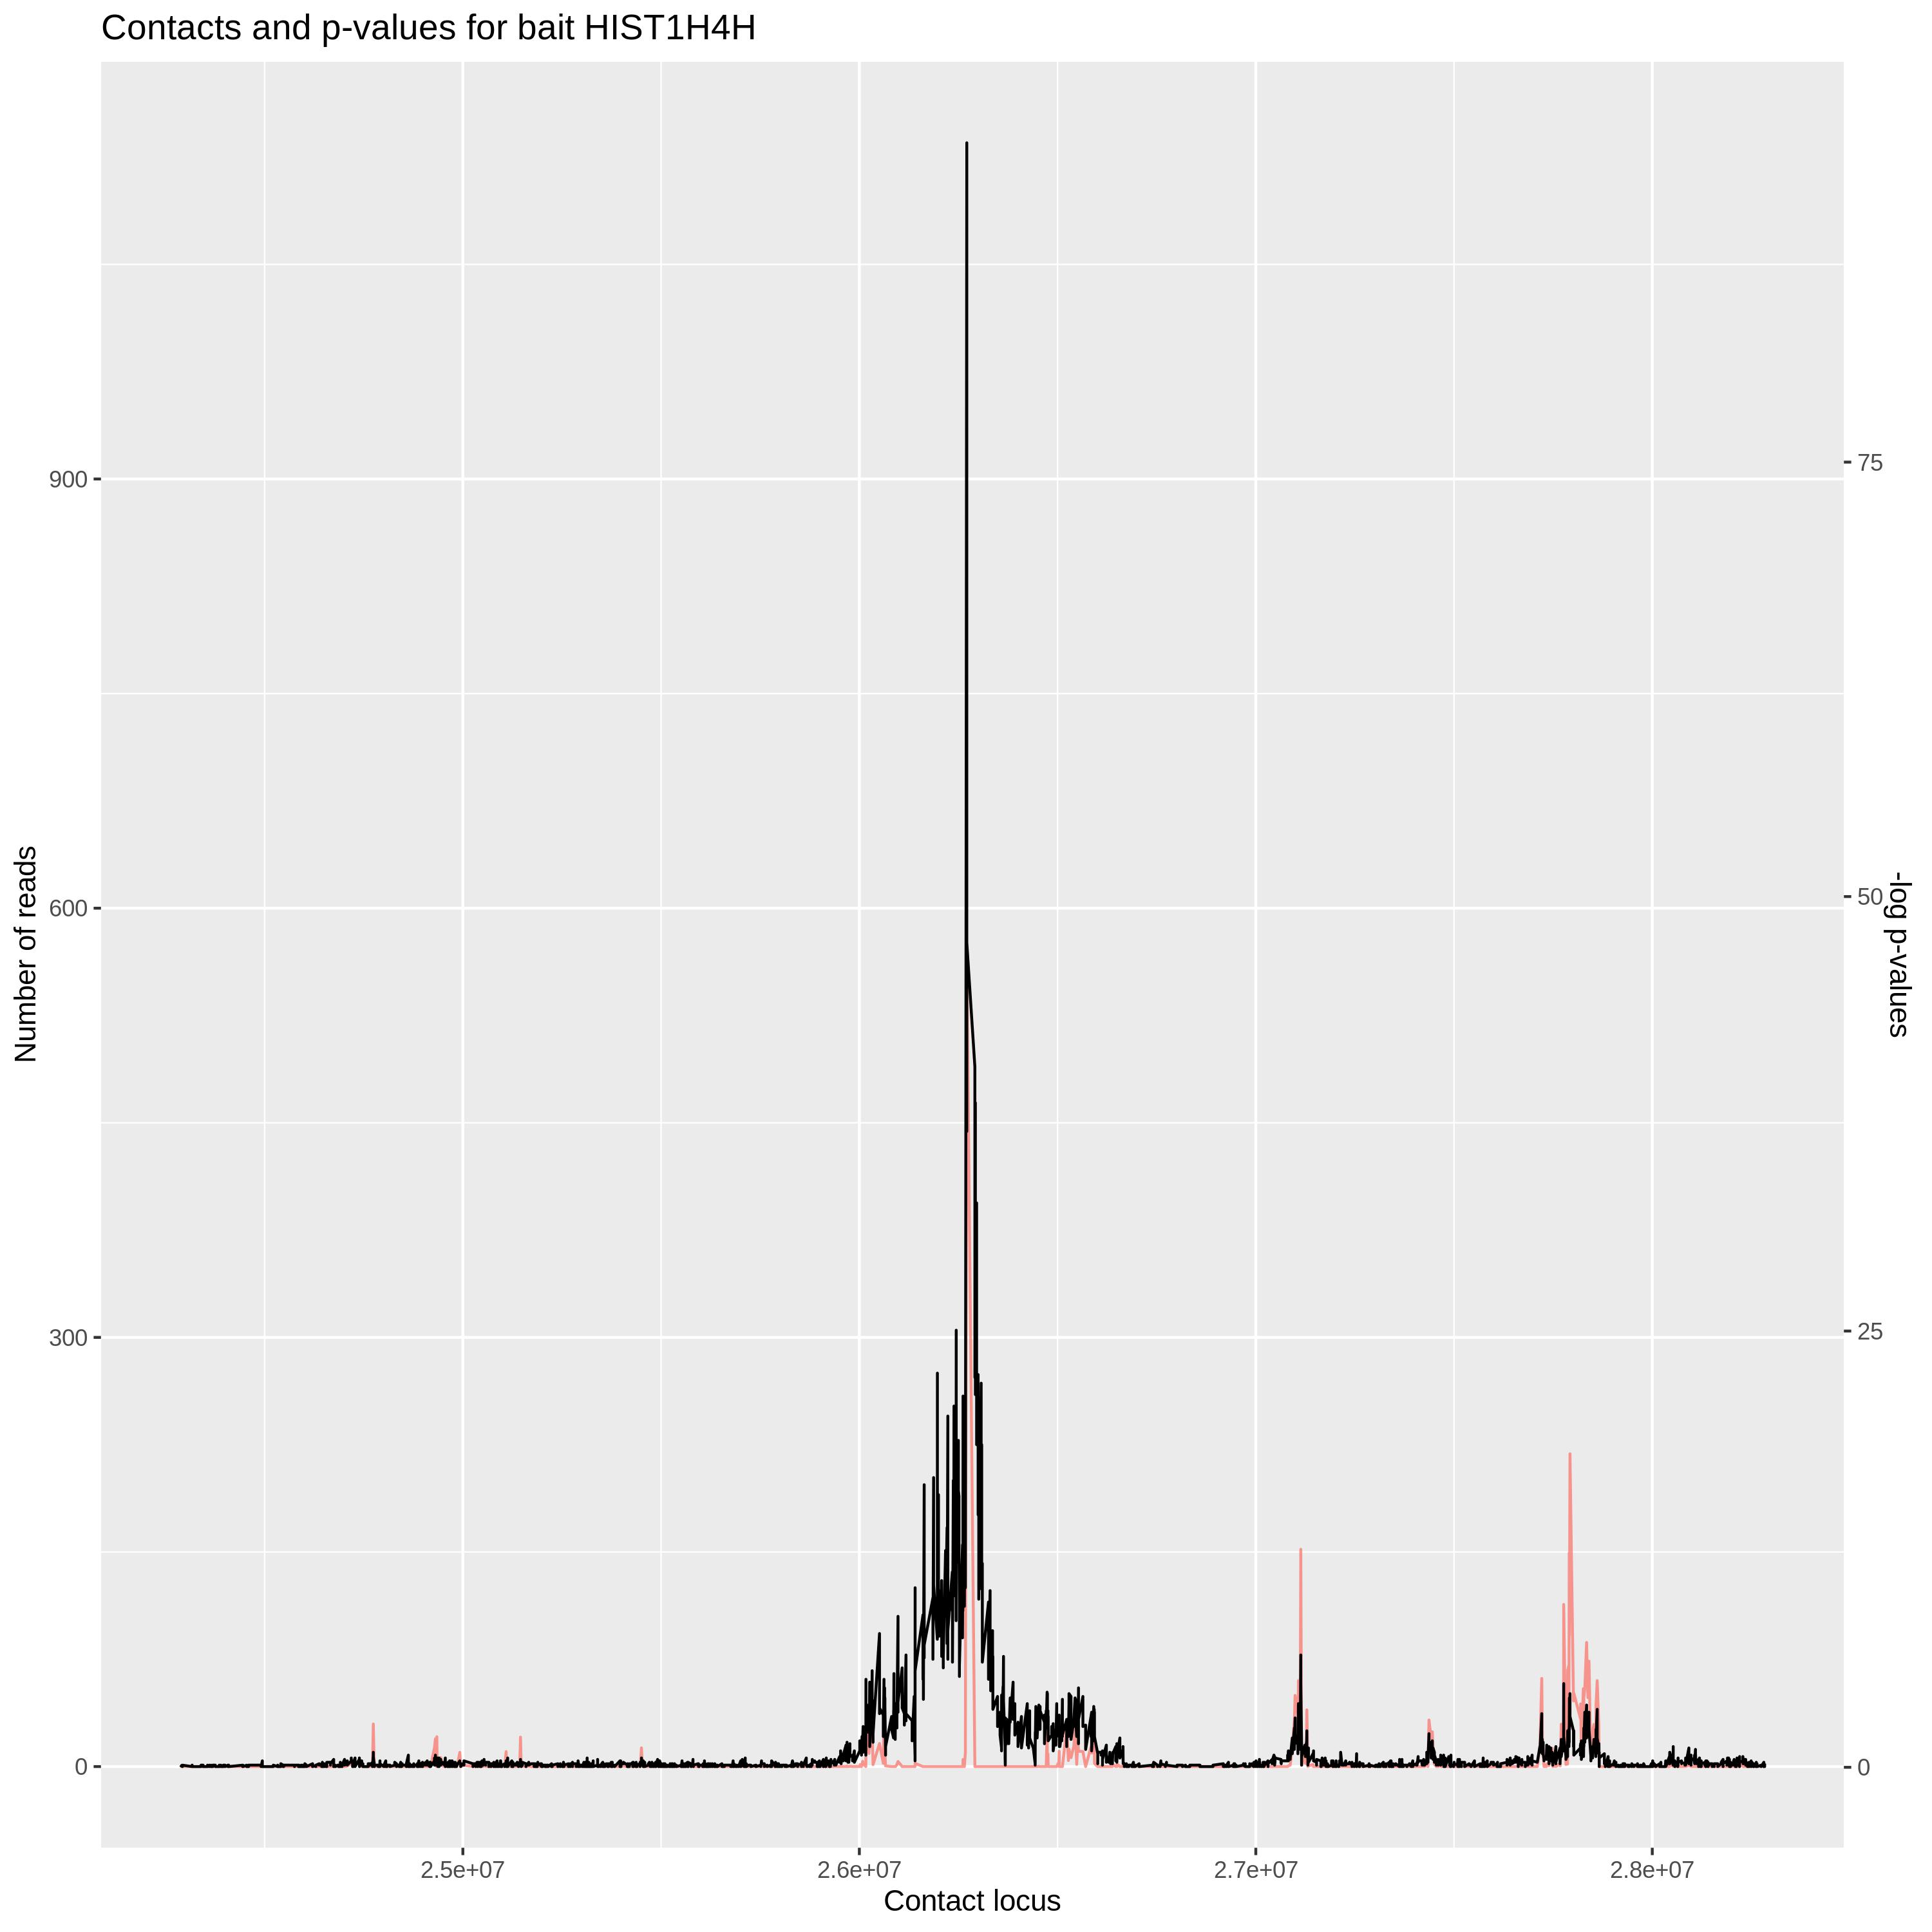 Contacts and p-values for bait HIST1H4H
Number of reads
900
600
300
0
75
50
25
0
-log p-values
2.5e+07
2.6e+07
2.7e+07
2.8e+07
Contact locus